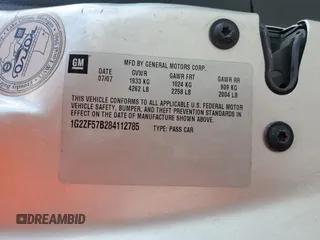 GM
MFD BY GENERAL MOTORS CORP.
DATE GVWR GAWR FRT GAWR RR
07/07 1933 KG 1024 KG 909 KG
4262 LB 2258 LB 2004 LB
THIS VEHICLE CONFORMS TO ALL APPLICABLE U.S. FEDERAL
MOTOR VEHICLE SAFETY, BUMPER, AND THEFT PREVENTION
STANDARDS IN EFFECT ON THE DATE OF MANUFACTURE
SHOWN ABOVE.
1G2ZF57B284112785 TYPE: PASS CAR
DREAMBID